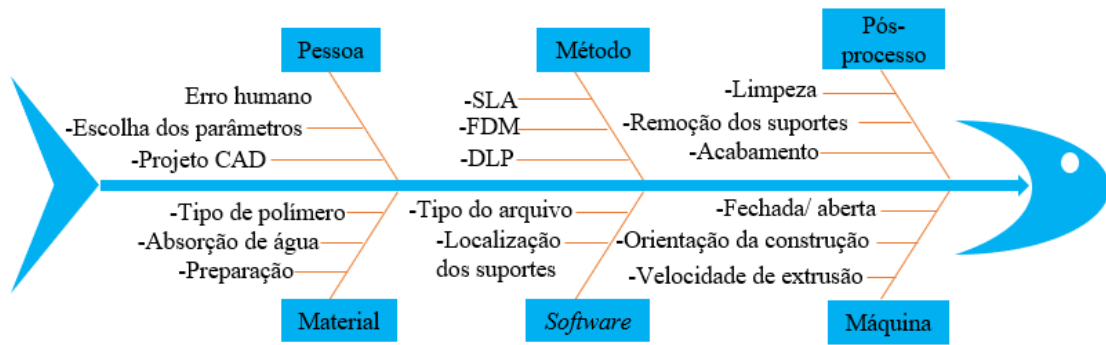 Pessoa
Erro humano
-Escolha dos parâmetros
-Projeto CAD
Método
-SLA
-FDM
-DLP
Pós-
processo
-Limpeza
-Remoção dos suportes
-Acabamento
-Tipo de polímero
-Absorção de água
-Preparação
Material
-Tipo do arquivo
-Localização
dos suportes
Software
-Fechada/ aberta
-Orientação da construção
-Velocidade de extrusão
Máquina